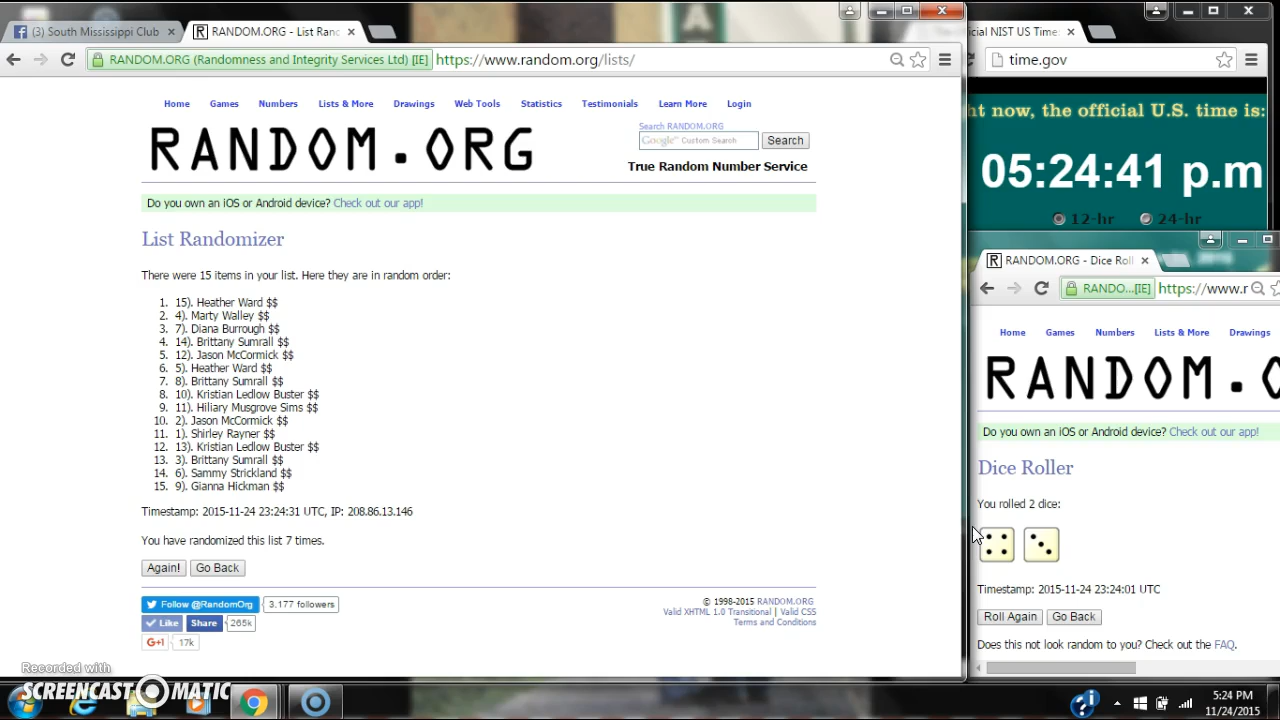 (3) South Mississippi Club
RANDOM.ORG - List Ran
RANDOM.ORG (Randomness and Integrity Services Ltd) [IE]
https://www.random.org/lists/
Home Games Numbers Lists & More Drawings Web Tools Statistics Testimonials Learn More Login
RANDOM.ORG
Search RANDOM.ORG
Google Custom Search
Search
True Random Number Service
Do you own an iOS or Android device? Check out our app!
List Randomizer
There were 15 items in your list. Here they are in random order:
1. 15). Heather Ward $$
2. 4). Marty Walley $$
3. 7). Diana Burrough $$
4. 14). Brittany Sumrall $$
5. 12). Jason McCormick $$
6. 5). Heather Ward $$
7. 8). Brittany Sumrall $$
8. 10). Kristian Ledlow Buster $$
9. 11). Hiliary Musgrove Sims $$
10. 2). Jason McCormick $$
11. 1). Shirley Rayner $$
12. 13). Kristian Ledlow Buster $$
13. 3). Brittany Sumrall $$
14. 6). Sammy Strickland $$
15. 9). Gianna Hickman $$
Timestamp: 2015-11-24 23:24:31 UTC, IP: 208.86.13.146
You have randomized this list 7 times.
Again! Go Back
Follow @RandomOrg 3,177 followers
Like Share 265k
G+1 17k
© 1998-2015 RANDOM.ORG
Valid XHTML 1.0 Transitional | Valid CSS
Terms and Conditions
cial NIST US Time
time.gov
ht now, the official U.S. time is:
05:24:41 p.m
12-hr 24-hr
RANDOM.ORG - Dice Roll
RANDO...[IE]
https://www.r
Home Games Numbers Lists & More Drawings
RANDOM.O
Do you own an iOS or Android device? Check out our app!
Dice Roller
You rolled 2 dice:
Timestamp: 2015-11-24 23:24:01 UTC
Roll Again Go Back
Does this not look random to you? Check out the FAQ.
Recorded with
SCREENCAST MATIC
5:24 PM
11/24/2015